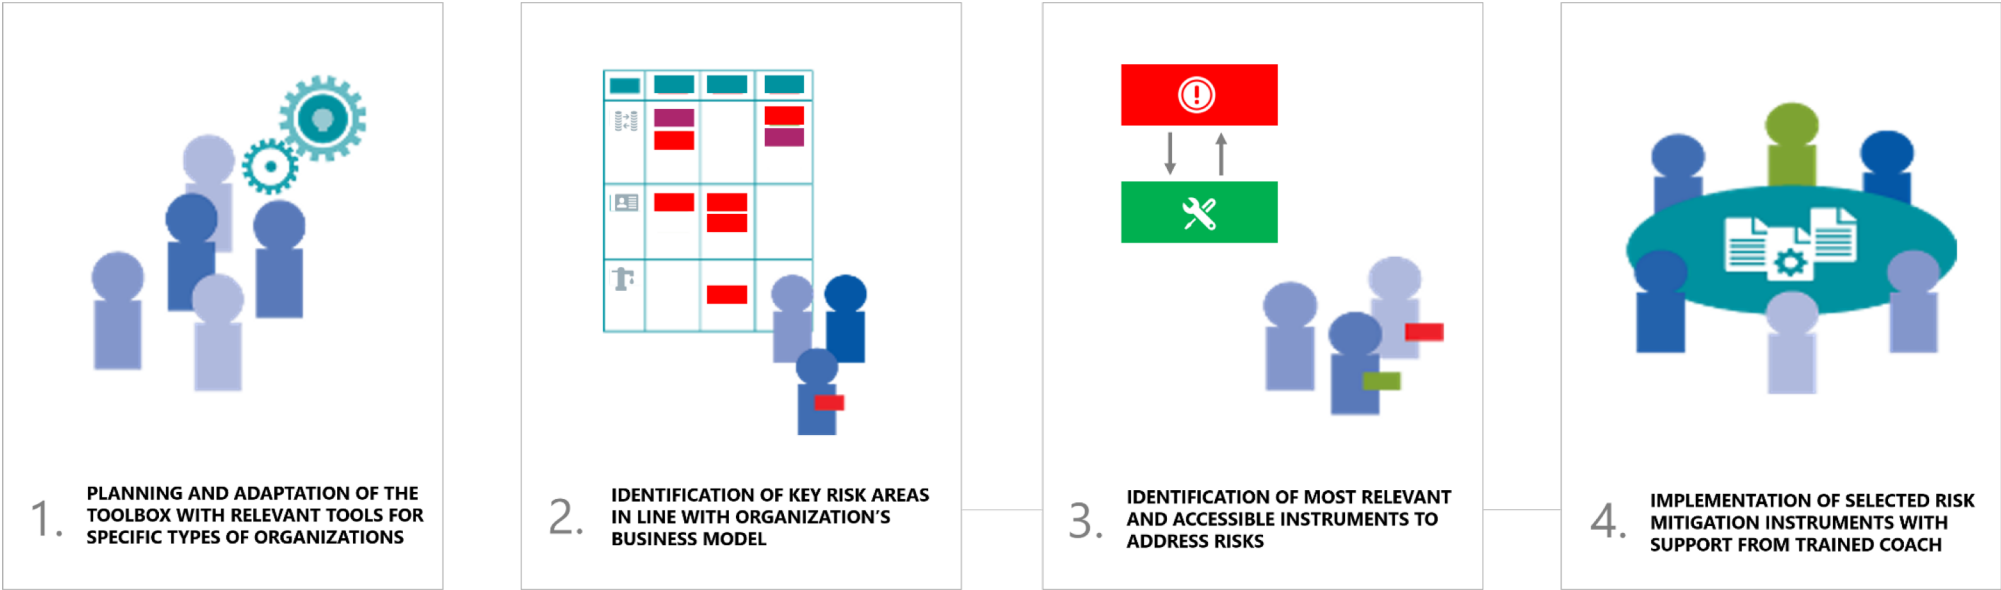 1.
PLANNING AND ADAPTATION OF THE
TOOLBOX WITH RELEVANT TOOLS FOR
SPECIFIC TYPES OF ORGANIZATIONS
2.
IDENTIFICATION OF KEY RISK AREAS
IN LINE WITH ORGANIZATION'S
BUSINESS MODEL
3.
IDENTIFICATION OF MOST RELEVANT
AND ACCESSIBLE INSTRUMENTS TO
ADDRESS RISKS
4.
IMPLEMENTATION OF SELECTED RISK
MITIGATION INSTRUMENTS WITH
SUPPORT FROM TRAINED COACH